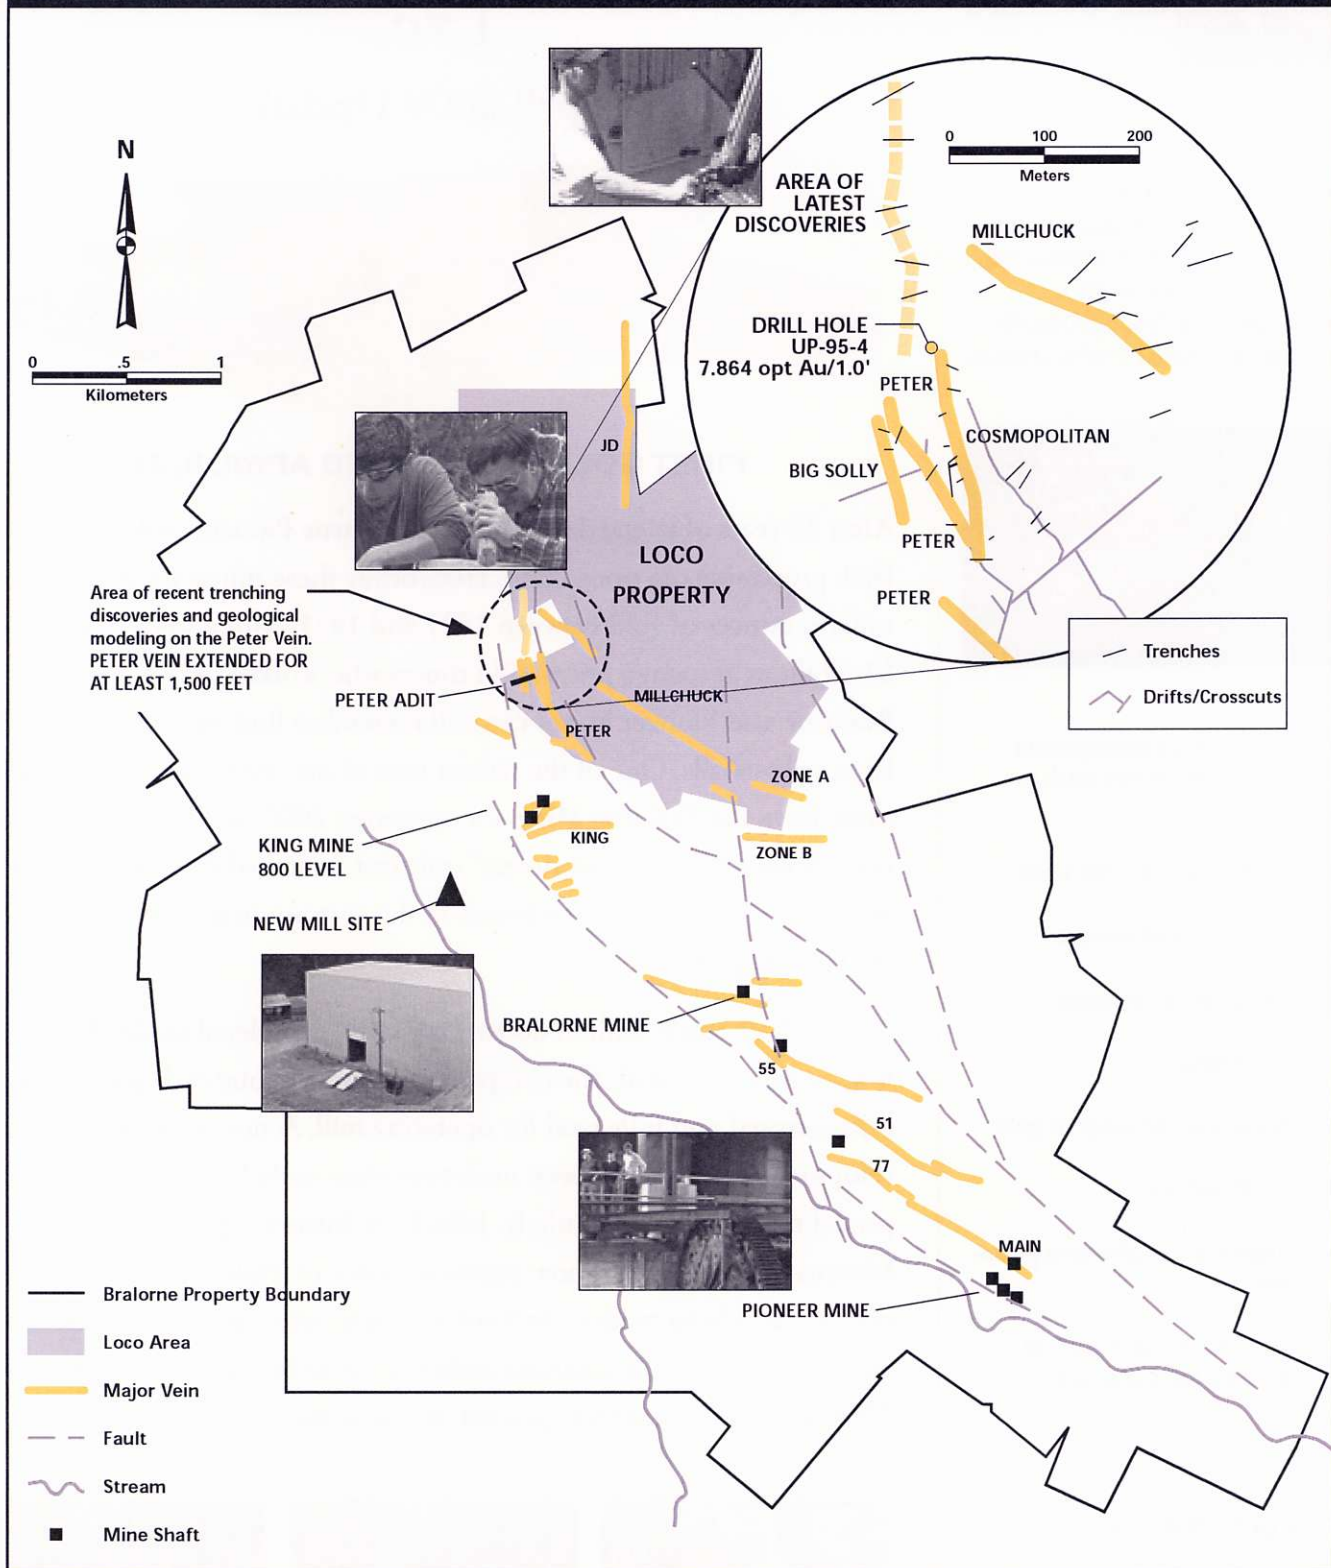 N
0 .5 1
Kilometers
0 100 200
Meters
AREA OF
LATEST
DISCOVERIES
MILLCHUCK
DRILL HOLE
UP-95-4
7.864 opt Au/1.0'
PETER
COSMOPOLITAN
BIG SOLLY
PETER
PETER
Trenches
Drifts/Crosscuts
JD
LOCO
PROPERTY
Area of recent trenching
discoveries and geological
modeling on the Peter Vein.
PETER VEIN EXTENDED FOR
AT LEAST 1,500 FEET
PETER ADIT
MILLCHUCK
PETER
ZONE A
KING MINE
800 LEVEL
KING
ZONE B
NEW MILL SITE
BRALORNE MINE
55
51
77
MAIN
PIONEER MINE
Bralorne Property Boundary
Loco Area
Major Vein
Fault
Stream
Mine Shaft